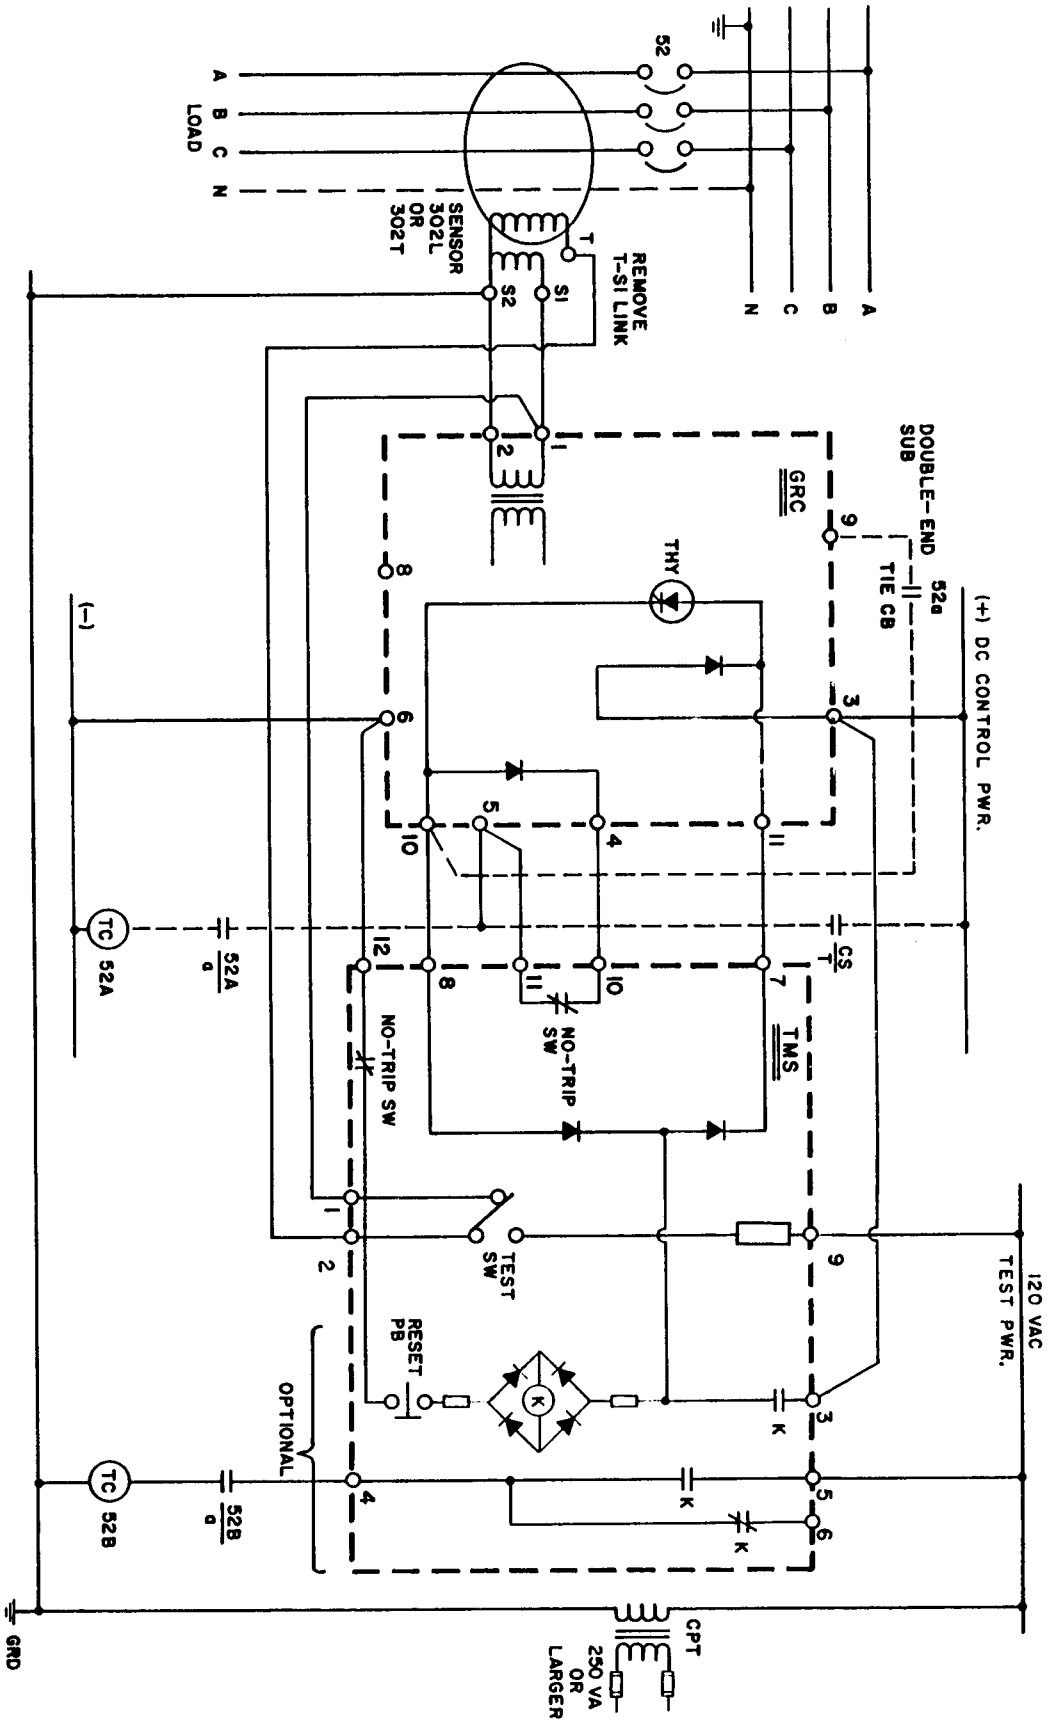 52
A
B
C
N
LOAD
A
B
C
N
SENSOR
302L
OR
302T
T
S1
S2
REMOVE
T-S1 LINK
DOUBLE-END
SUB
52a
TIE CB
(+) DC CONTROL PWR.
(-)
GRC
1
2
9
8
THY
3
6
5
4
10
11
CS
T
52A
a
TC
52A
TMS
12
8
11
10
7
NO-TRIP
SW
NO-TRIP SW
1
2
TEST
SW
9
120 VAC
TEST PWR.
RESET
PB
K
K
3
OPTIONAL
4
K
5
K
6
52B
a
TC
52B
CPT
250 VA
OR
LARGER
GRD